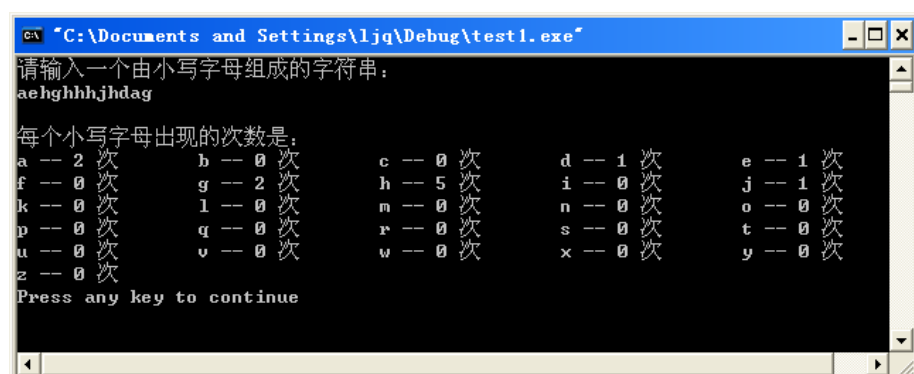 "C:\Documents and Settings\ljq\Debug\test1.exe"
请输入一个由小写字母组成的字符串：
aehghhhjhdag
每个小写字母出现的次数是：
a -- 2 次 b -- 0 次 c -- 0 次 d -- 1 次 e -- 1 次
f -- 0 次 g -- 2 次 h -- 5 次 i -- 0 次 j -- 1 次
k -- 0 次 l -- 0 次 m -- 0 次 n -- 0 次 o -- 0 次
p -- 0 次 q -- 0 次 r -- 0 次 s -- 0 次 t -- 0 次
u -- 0 次 v -- 0 次 w -- 0 次 x -- 0 次 y -- 0 次
z -- 0 次
Press any key to continue